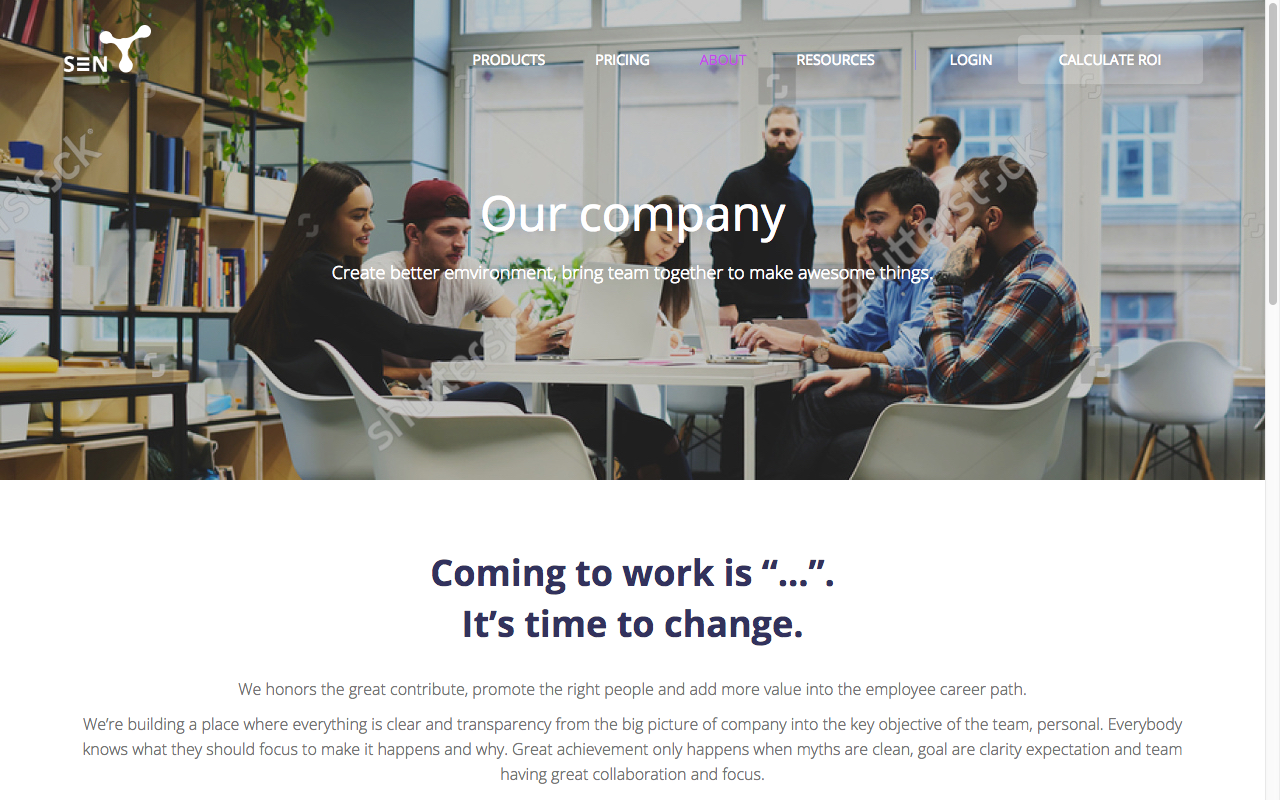 SEN
PRODUCTS PRICING ABOUT RESOURCES LOGIN CALCULATE ROI
shutterstock
shutterstock
shutterstock
Our company
Create better emvironment, bring team together to make awesome things.
Coming to work is “...”.
It’s time to change.
We honors the great contribute, promote the right people and add more value into the employee career path.
We’re building a place where everything is clear and transparency from the big picture of company into the key objective of the team, personal. Everybody
knows what they should focus to make it happens and why. Great achievement only happens when myths are clean, goal are clarity expectation and team
having great collaboration and focus.